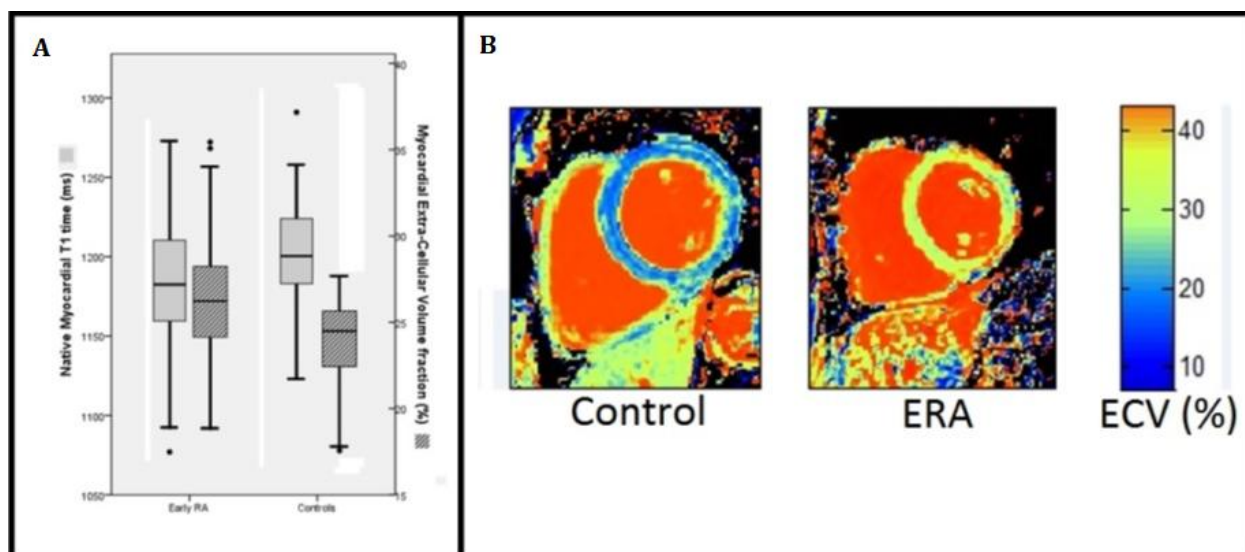 A
Native Myocardial T1 time (ms)
1300
1250
1200
1150
1100
1050
Early RA
Controls
40
35
30
25
20
15
Myocardial Extra-Cellular Volume fraction (%)
B
Control
ERA
40
30
20
10
ECV (%)